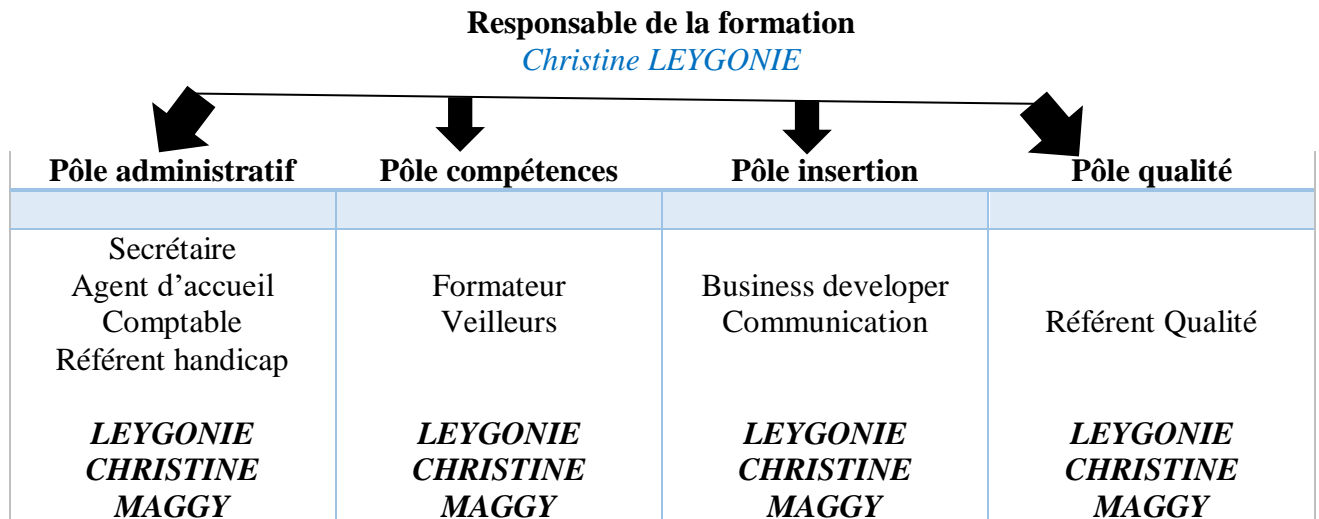 Responsable de la formation
Christine LEYGONIE
Pôle administratif
Pôle compétences
Pôle insertion
Pôle qualité
Secrétaire
Agent d’accueil
Comptable
Référent handicap
LEYGONIE
CHRISTINE
MAGGY
Formateur
Veilleurs
LEYGONIE
CHRISTINE
MAGGY
Business developer
Communication
LEYGONIE
CHRISTINE
MAGGY
Référent Qualité
LEYGONIE
CHRISTINE
MAGGY